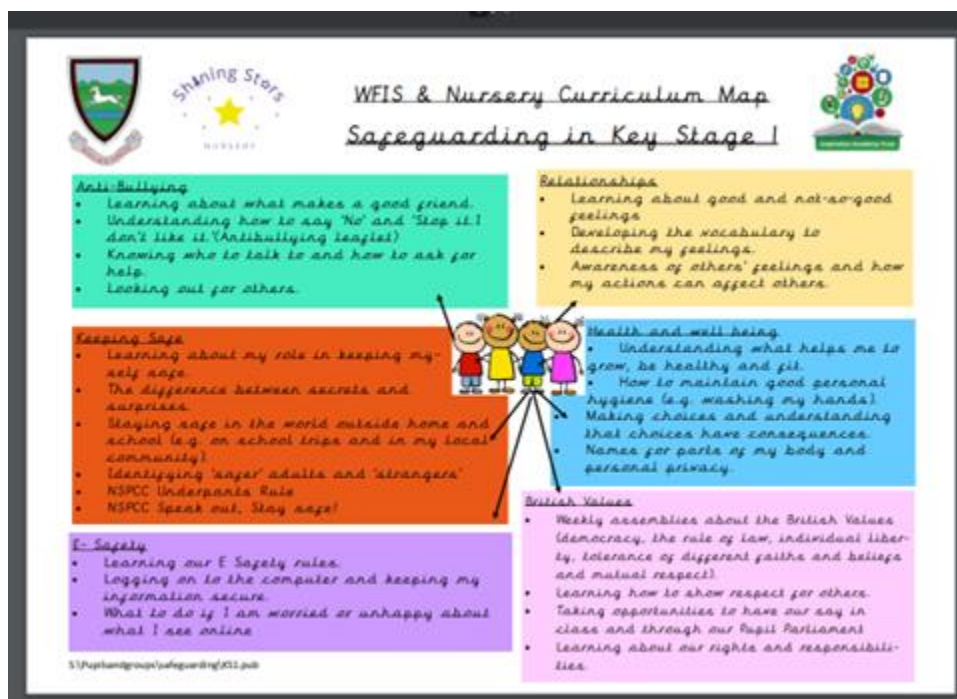 Shining Stars
NURSERY
WFIS & Nursery Curriculum Map
Safeguarding in Key Stage 1
Anti-Bullying
• Learning about what makes a good friend.
• Understanding how to say 'No' and 'Stop it I
don't like it.'(Antibullying leaflet)
• Knowing who to talk to and how to ask for
help.
• Looking out for others.
Relationships
• Learning about good and not-so-good
feelings
• Developing the vocabulary to
describe my feelings.
• Awareness of others' feelings and how
my actions can affect others.
Keeping Safe
• Learning about my role in keeping my-
self safe.
• The difference between secrets and
surprises.
• Staying safe in the world outside home and
school (e.g. on school trips and in my local
community).
• Identifying 'safer' adults and 'strangers'
• NSPCC Underpants Rule
• NSPCC Speak out, Stay safe!
Health and well being
• Understanding what helps me to
grow, be healthy and fit.
• How to maintain good personal
hygiene (e.g. washing my hands).
• Making choices and understanding
that choices have consequences.
• Names for parts of my body and
personal privacy.
E- Safety
• Learning our E Safety rules.
• Logging on to the computer and keeping my
information secure.
• What to do if I am worried or unhappy about
what I see online
British Values
• Weekly assemblies about the British Values
(democracy, the rule of law, individual liber-
ty, tolerance of different faiths and beliefs
and mutual respect).
• Learning how to show respect for others.
• Taking opportunities to have our say in
class and through our Pupil Parliament
• Learning about our rights and responsibili-
ties.